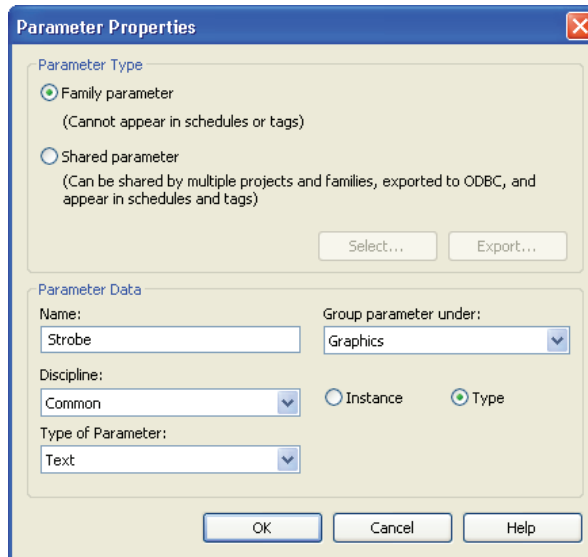 Parameter Properties
Parameter Type
Family parameter
(Cannot appear in schedules or tags)
Shared parameter
(Can be shared by multiple projects and families, exported to ODBC, and
appear in schedules and tags)
Select...
Export...
Parameter Data
Name:
Group parameter under:
Strobe
Graphics
Discipline:
Common
Instance
Type
Type of Parameter:
Text
OK
Cancel
Help